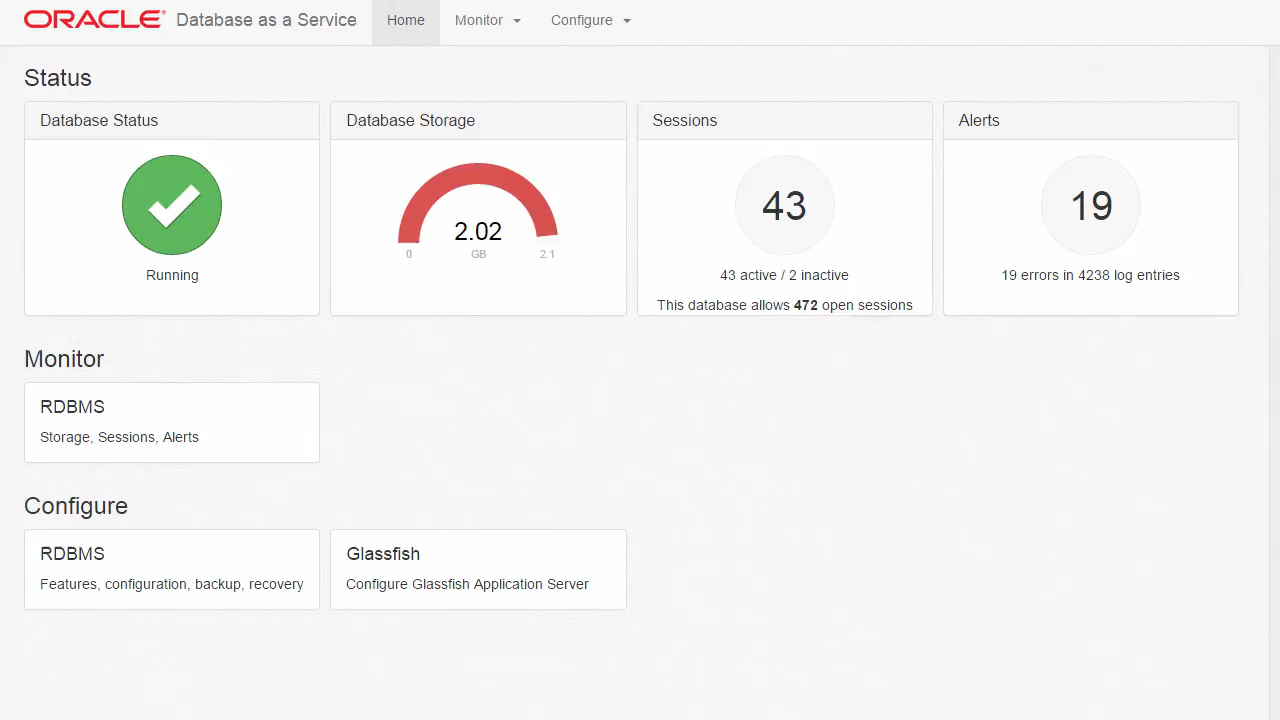 ORACLE Database as a Service Home Monitor Configure
Status
Database Status Database Storage Sessions Alerts
2.02 43 19
0 GB 2.1
Running 43 active / 2 inactive 19 errors in 4238 log entries
This database allows 472 open sessions
Monitor
RDBMS
Storage, Sessions, Alerts
Configure
RDBMS Glassfish
Features, configuration, backup, recovery Configure Glassfish Application Server